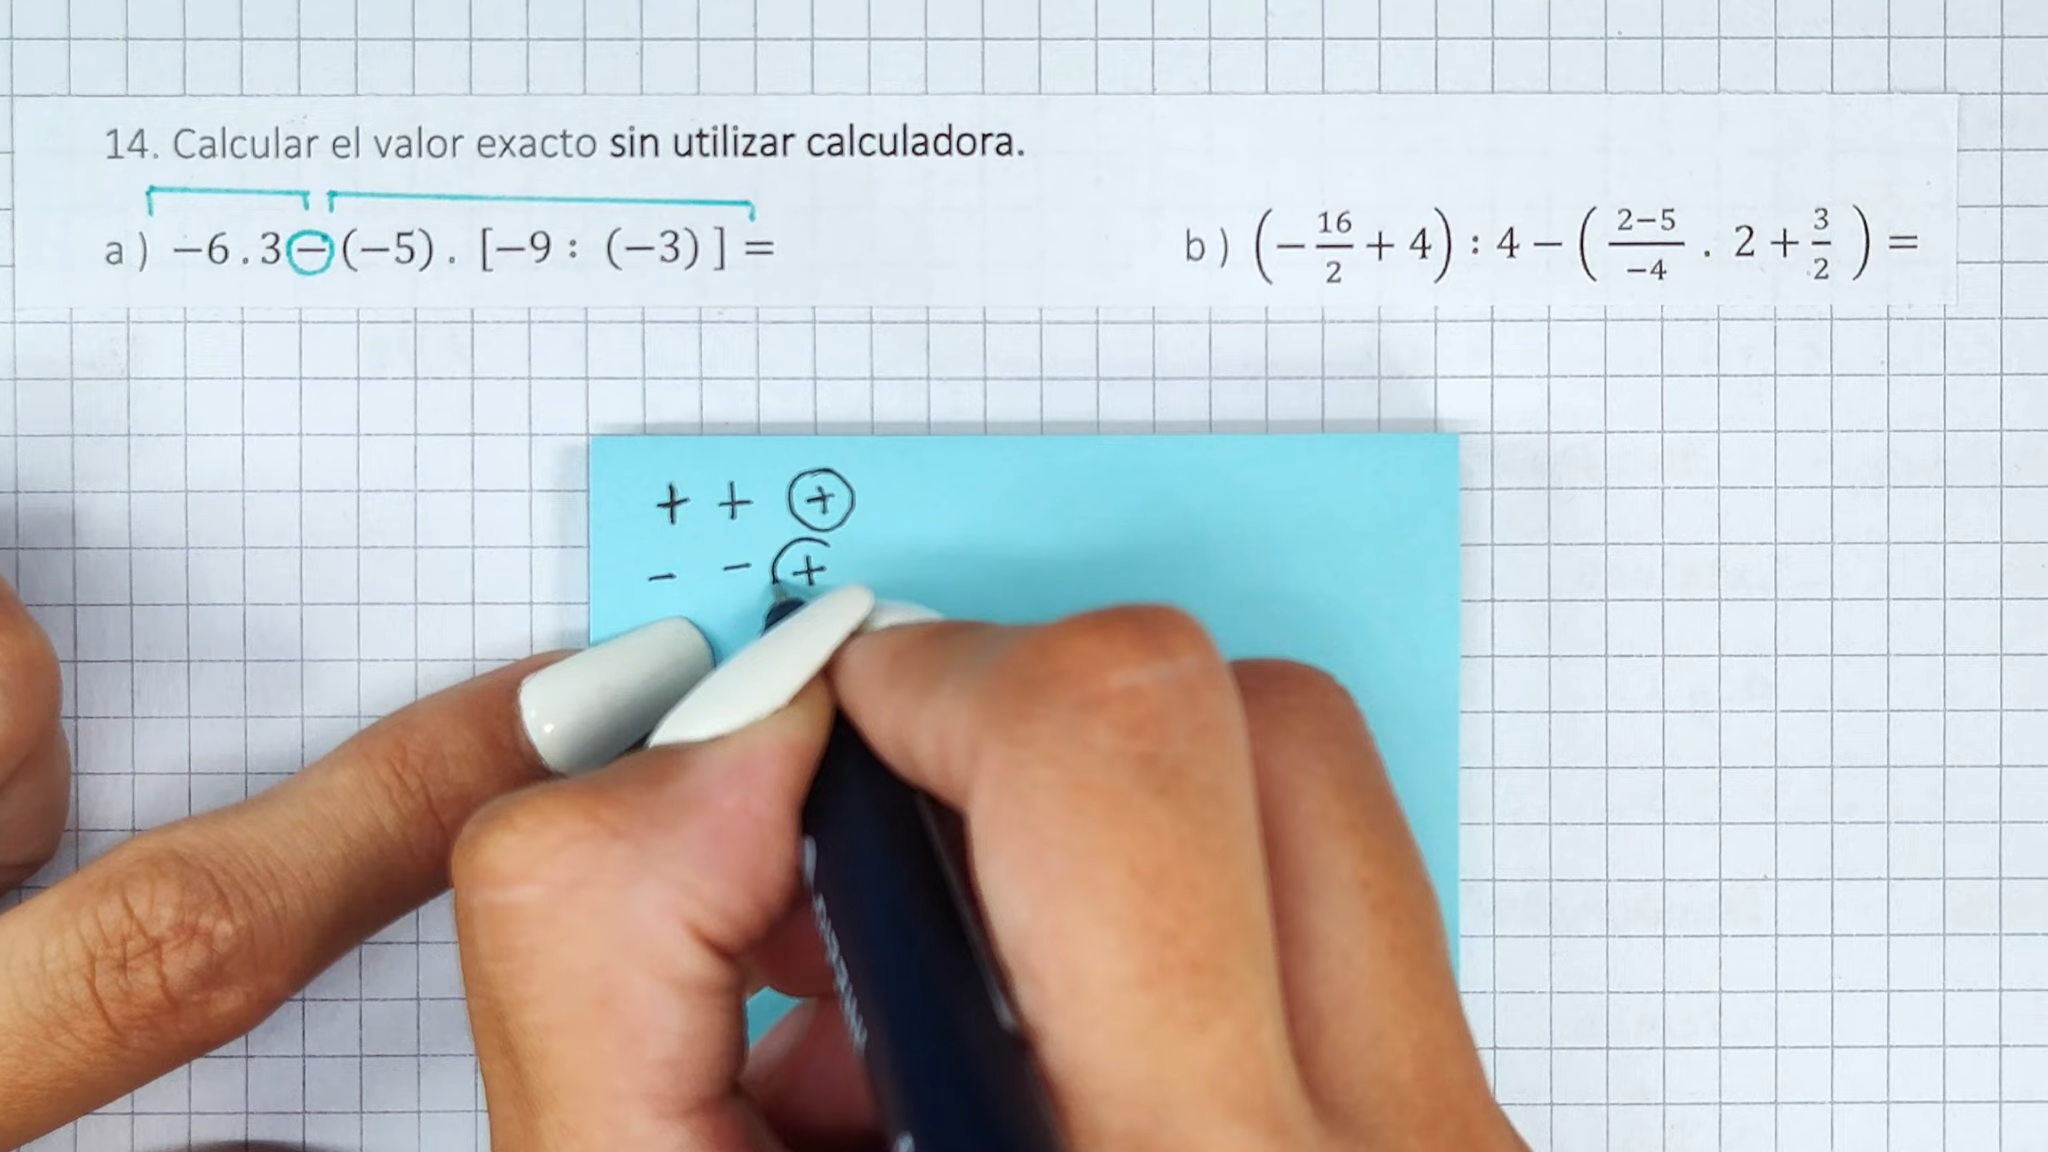 14. Calcular el valor exacto sin utilizar calculadora.
a) −6 . 3 − (−5) . [−9 : (−3)] =
b) (−16/2 + 4) : 4 − (2−5/−4 . 2 + 3/2) =
+ + +
- - +